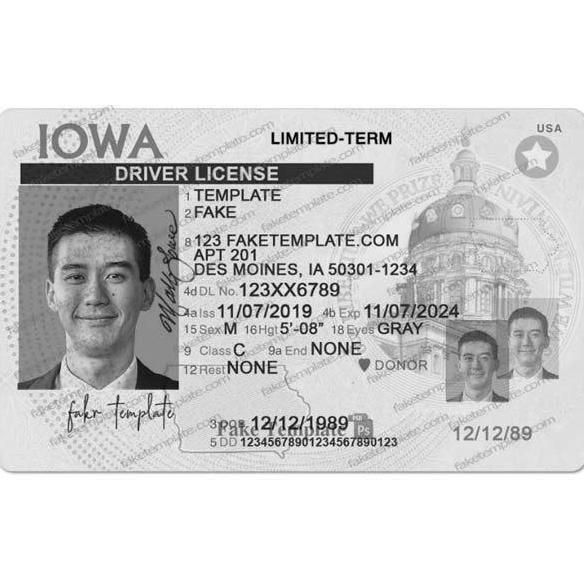 IOWA
LIMITED-TERM
USA
DRIVER LICENSE
1 TEMPLATE
2 FAKE
8 123 FAKETEMPLATE.COM
APT 201
DES MOINES, IA 50301-1234
4d DL No. 123XX6789
4a Iss 11/07/2019 4b Exp 11/07/2024
15 Sex M 16 Hgt 5'-08" 18 Eyes GRAY
9 Class C 9a End NONE
12 Rest NONE
DONOR
fakr template
3 DOB 12/12/1989
Fake Template Ps
5 DD 12345678901234567890123
12/12/89
faketemplate.com